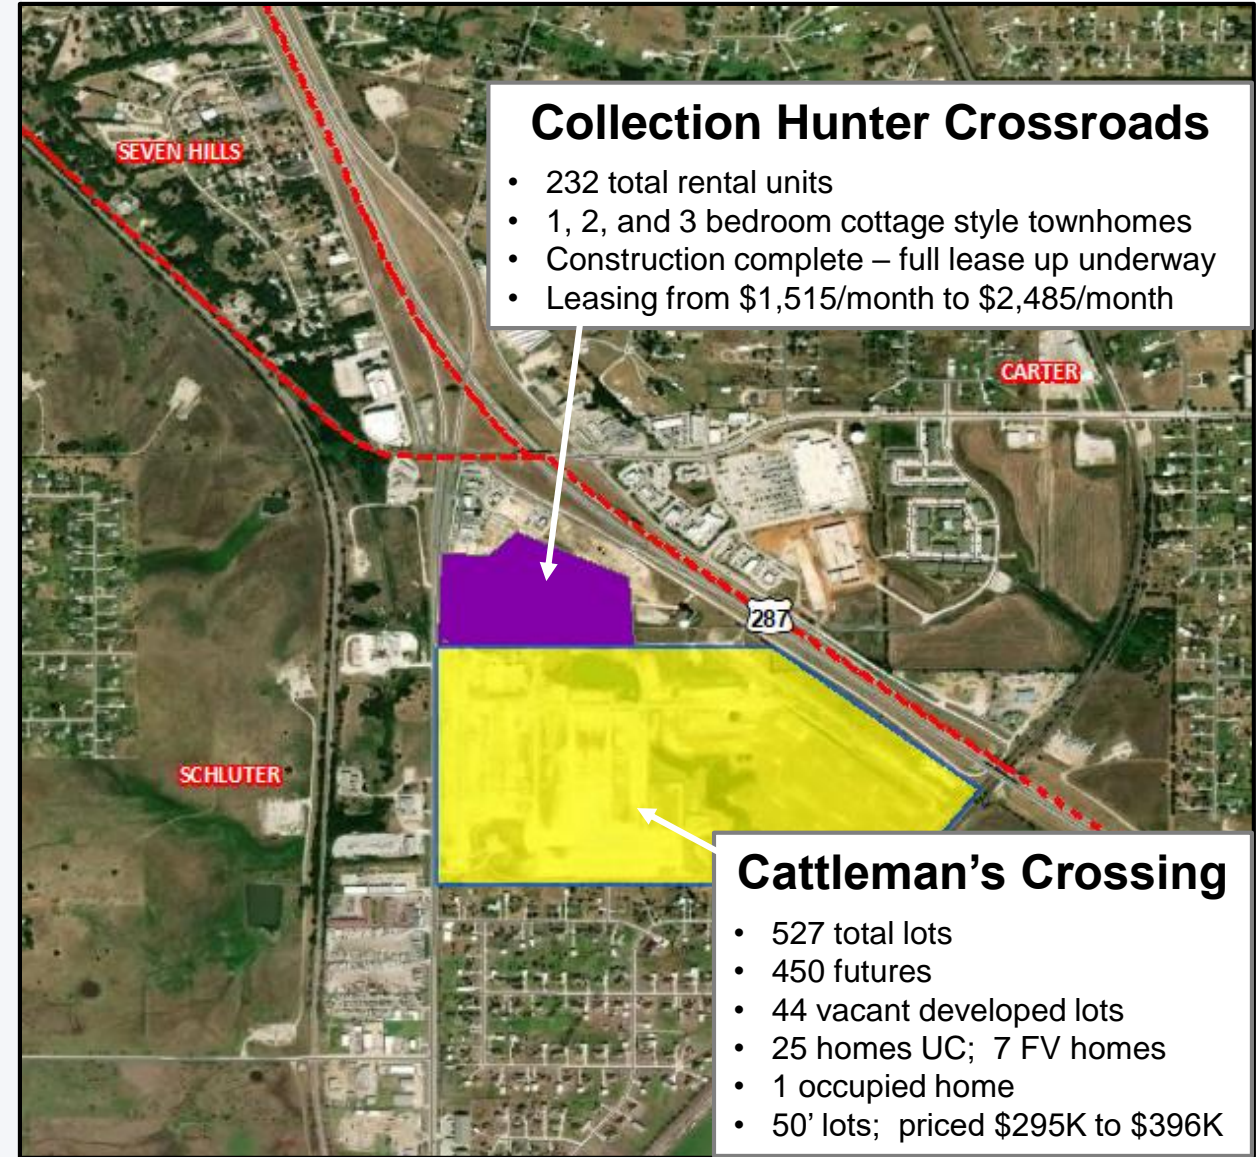 SEVEN HILLS
Collection Hunter Crossroads
• 232 total rental units
• 1, 2, and 3 bedroom cottage style townhomes
• Construction complete – full lease up underway
• Leasing from $1,515/month to $2,485/month
CARTER
287
SCHLUTER
Cattleman’s Crossing
• 527 total lots
• 450 futures
• 44 vacant developed lots
• 25 homes UC;  7 FV homes
• 1 occupied home
• 50’ lots;  priced $295K to $396K